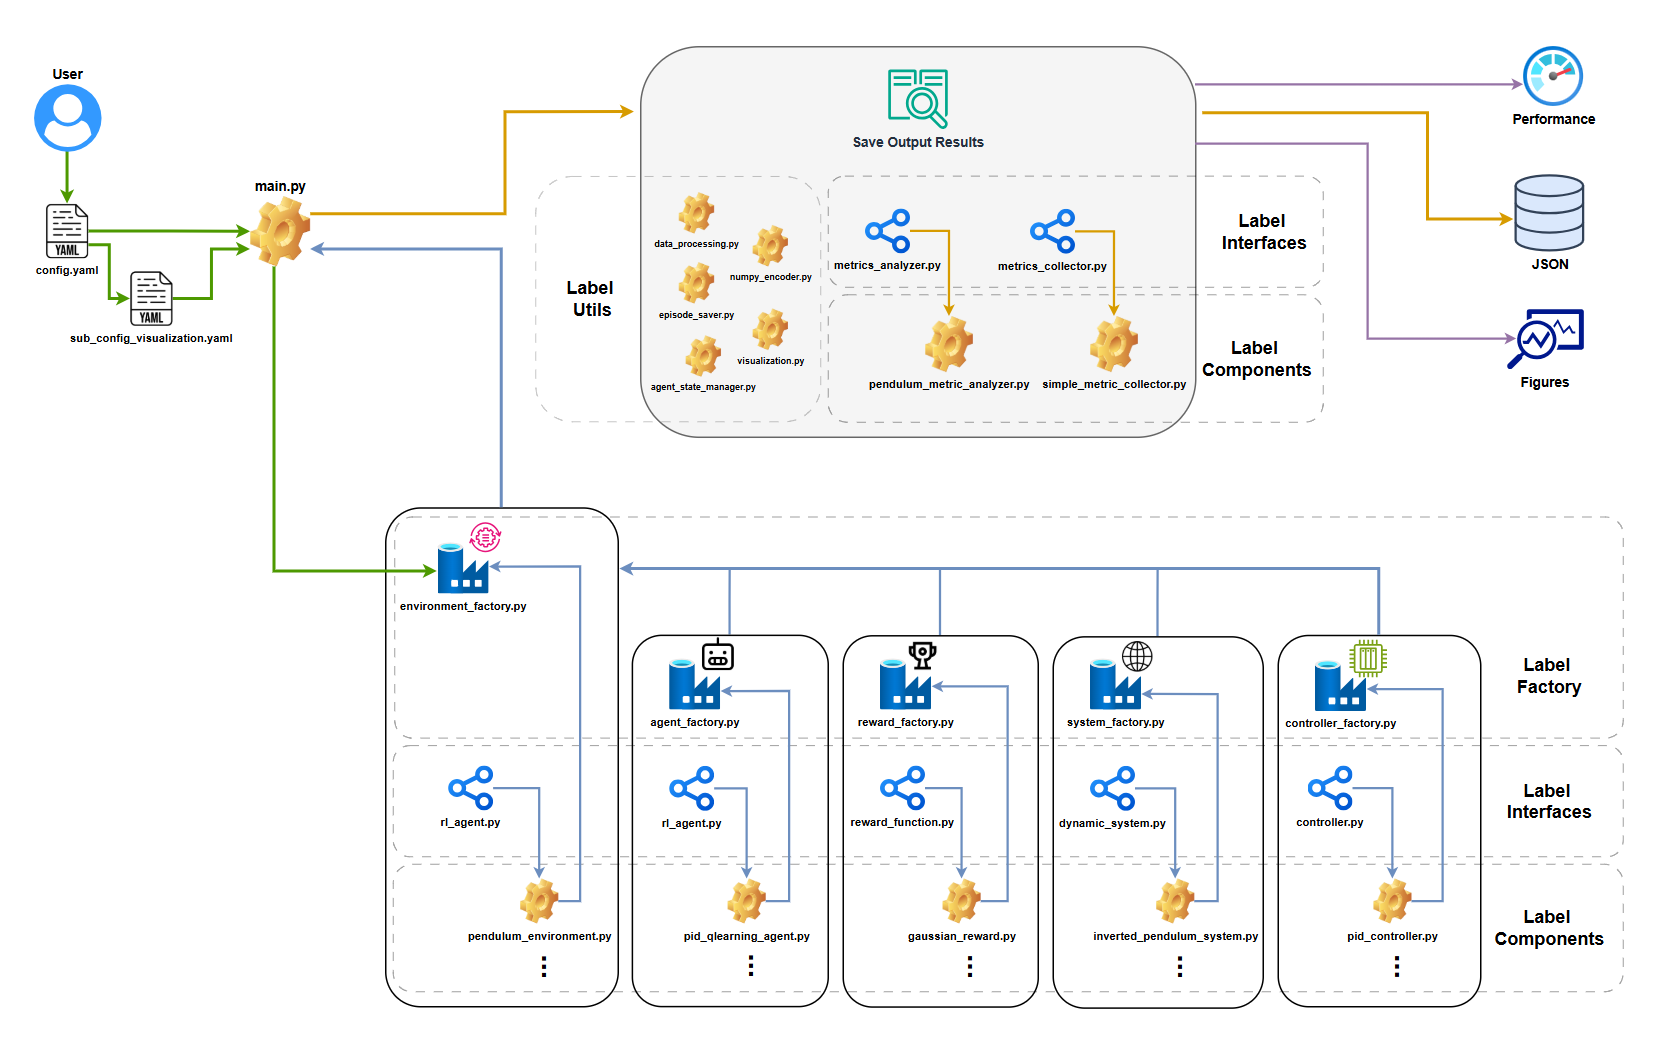 User
YAML
config.yaml
YAML
sub_config_visualization.yaml
main.py
Save Output Results
Label
Utils
data_processing.py
numpy_encoder.py
episode_saver.py
visualization.py
agent_state_manager.py
metrics_analyzer.py
metrics_collector.py
Label
Interfaces
pendulum_metric_analyzer.py
simple_metric_collector.py
Label
Components
Performance
JSON
Figures
environment_factory.py
agent_factory.py
reward_factory.py
system_factory.py
controller_factory.py
Label
Factory
rl_agent.py
rl_agent.py
reward_function.py
dynamic_system.py
controller.py
Label
Interfaces
pendulum_environment.py
pid_qlearning_agent.py
gaussian_reward.py
inverted_pendulum_system.py
pid_controller.py
Label
Components